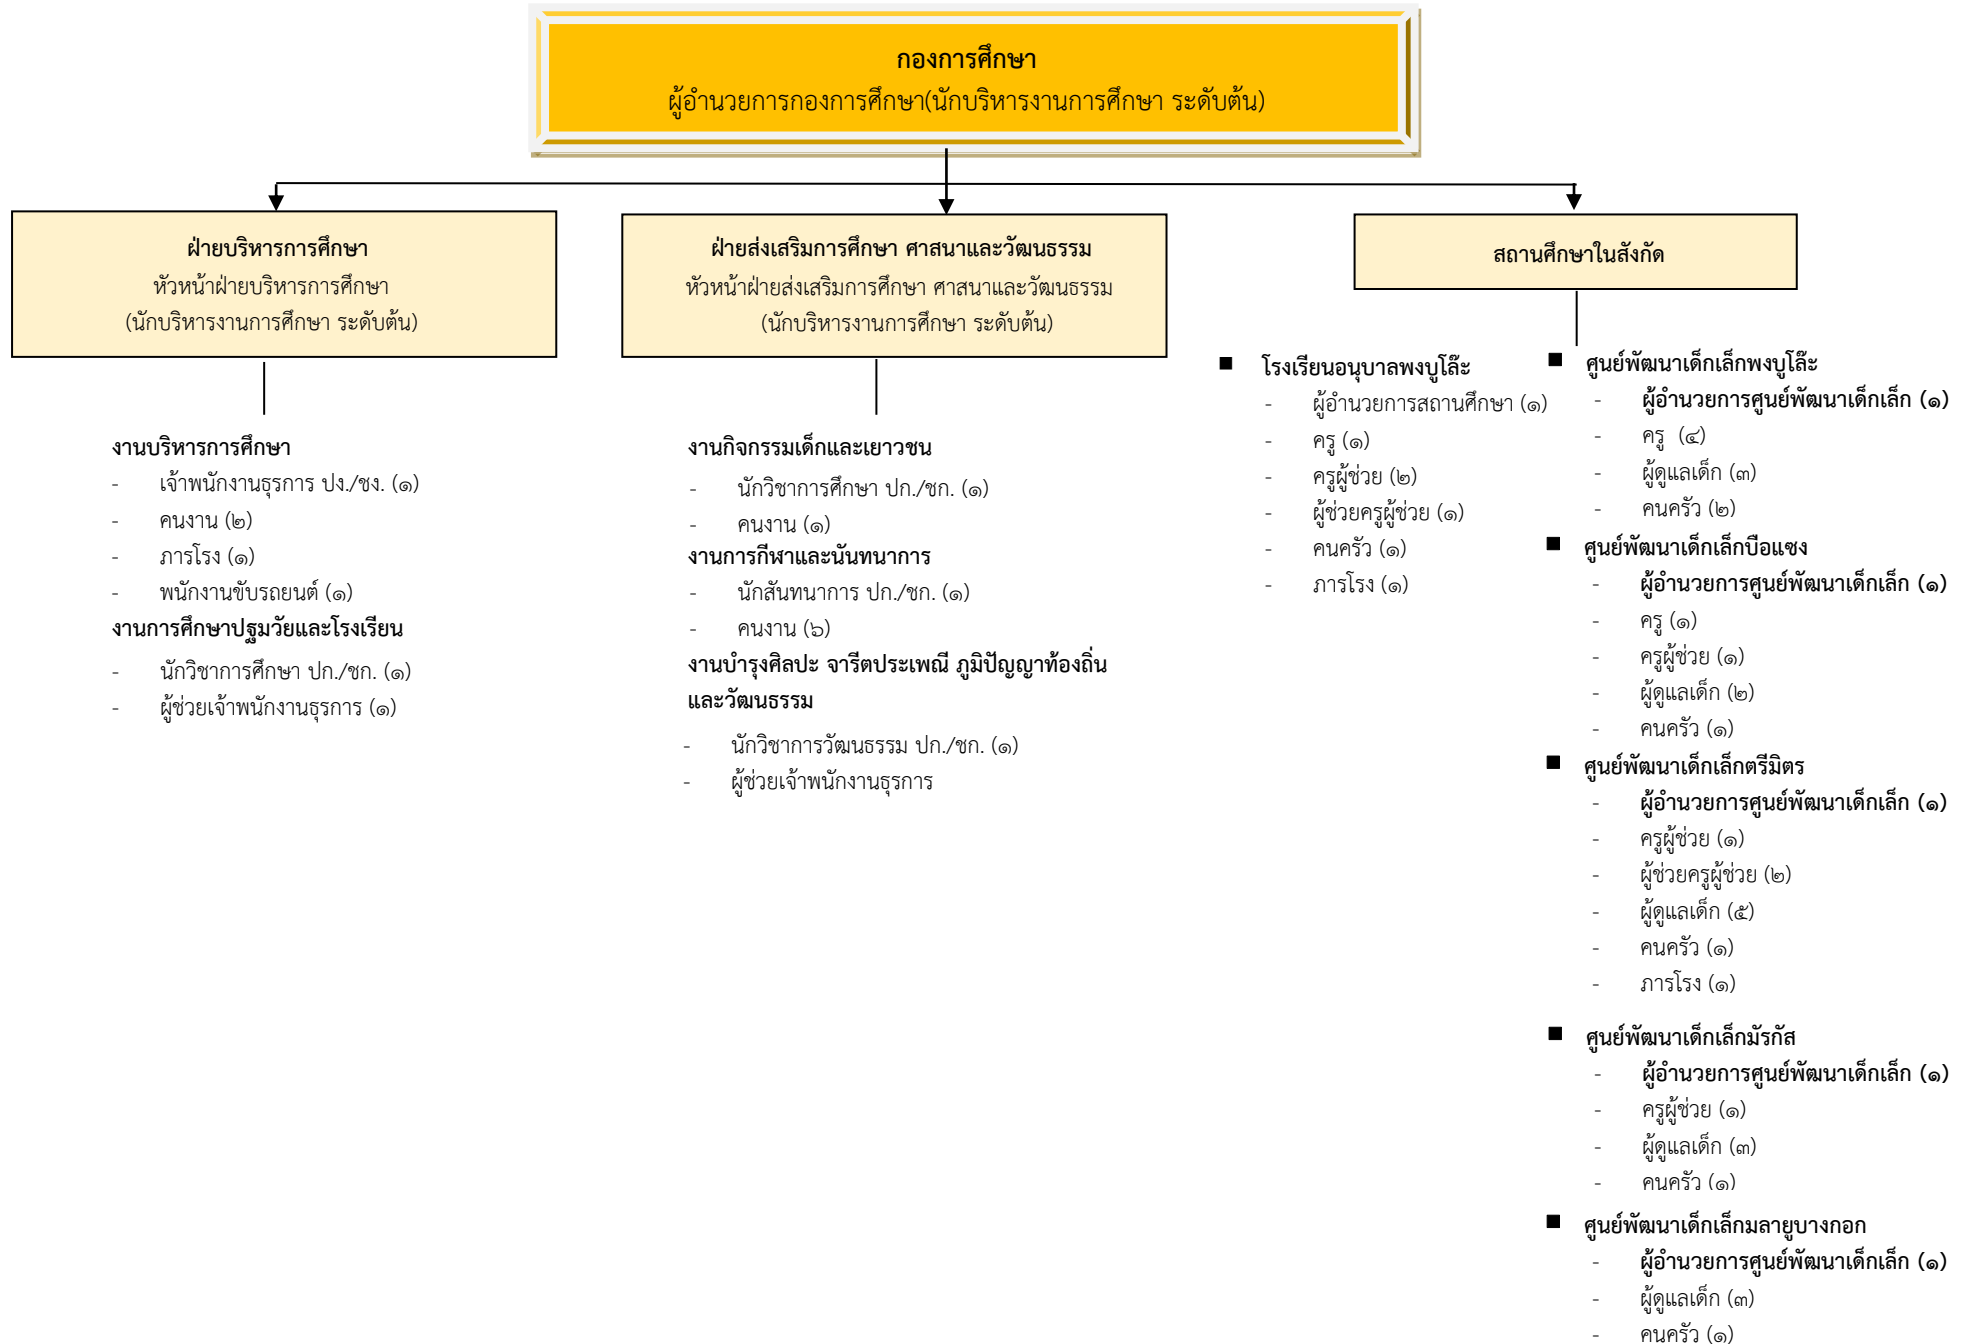 กองการศึกษา
ผู้อำนวยการกองการศึกษา(นักบริหารงานการศึกษา ระดับต้น)
ฝ่ายบริหารการศึกษา
หัวหน้าฝ่ายบริหารการศึกษา
(นักบริหารงานการศึกษา ระดับต้น)
งานบริหารการศึกษา
- เจ้าพนักงานธุรการ ปง./ชง. (๑)
- คนงาน (๒)
- ภารโรง (๑)
- พนักงานขับรถยนต์ (๑)
งานการศึกษาปฐมวัยและโรงเรียน
- นักวิชาการศึกษา ปก./ชก. (๑)
- ผู้ช่วยเจ้าพนักงานธุรการ (๑)
ฝ่ายส่งเสริมการศึกษา ศาสนาและวัฒนธรรม
หัวหน้าฝ่ายส่งเสริมการศึกษา ศาสนาและวัฒนธรรม
(นักบริหารงานการศึกษา ระดับต้น)
งานกิจกรรมเด็กและเยาวชน
- นักวิชาการศึกษา ปก./ชก. (๑)
- คนงาน (๑)
งานการกีฬาและนันทนาการ
- นักสันทนาการ ปก./ชก. (๑)
- คนงาน (๖)
งานบำรุงศิลปะ จารีตประเพณี ภูมิปัญญาท้องถิ่น
และวัฒนธรรม
- นักวิชาการวัฒนธรรม ปก./ชก. (๑)
- ผู้ช่วยเจ้าพนักงานธุรการ
สถานศึกษาในสังกัด
■ โรงเรียนอนุบาลพงบูโล๊ะ
- ผู้อำนวยการสถานศึกษา (๑)
- ครู (๑)
- ครูผู้ช่วย (๒)
- ผู้ช่วยครูผู้ช่วย (๑)
- คนครัว (๑)
- ภารโรง (๑)
■ ศูนย์พัฒนาเด็กเล็กพงบูโล๊ะ
- ผู้อำนวยการศูนย์พัฒนาเด็กเล็ก (๑)
- ครู (๔)
- ผู้ดูแลเด็ก (๓)
- คนครัว (๒)
■ ศูนย์พัฒนาเด็กเล็กบือแซง
- ผู้อำนวยการศูนย์พัฒนาเด็กเล็ก (๑)
- ครู (๑)
- ครูผู้ช่วย (๑)
- ผู้ดูแลเด็ก (๒)
- คนครัว (๑)
■ ศูนย์พัฒนาเด็กเล็กตรีมิตร
- ผู้อำนวยการศูนย์พัฒนาเด็กเล็ก (๑)
- ครูผู้ช่วย (๑)
- ผู้ช่วยครูผู้ช่วย (๒)
- ผู้ดูแลเด็ก (๕)
- คนครัว (๑)
- ภารโรง (๑)
■ ศูนย์พัฒนาเด็กเล็กมัรกัส
- ผู้อำนวยการศูนย์พัฒนาเด็กเล็ก (๑)
- ครูผู้ช่วย (๑)
- ผู้ดูแลเด็ก (๓)
- คนครัว (๑)
■ ศูนย์พัฒนาเด็กเล็กมลายูบางกอก
- ผู้อำนวยการศูนย์พัฒนาเด็กเล็ก (๑)
- ผู้ดูแลเด็ก (๓)
- คนครัว (๑)